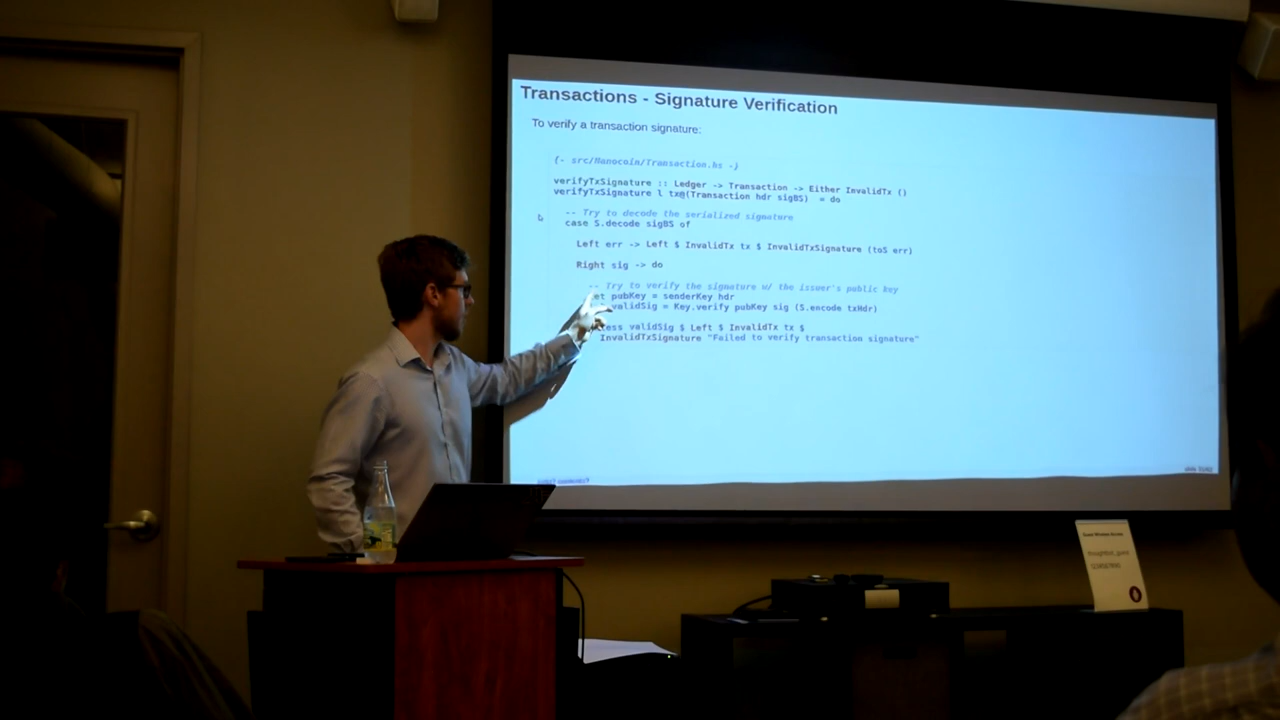 Transactions - Signature Verification
To verify a transaction signature:
{- src/Nanocoin/Transaction.hs -}
verifyTxSignature :: Ledger -> Transaction -> Either InvalidTx ()
verifyTxSignature l tx@(Transaction hdr sigBS) = do
-- Try to decode the serialized signature
case S.decode sigBS of
Left err -> Left $ InvalidTx tx $ InvalidTxSignature (toS err)
Right sig -> do
-- Try to verify the signature w/ the issuer's public key
pubKey = senderKey hdr
validSig = Key.verify pubKey sig (S.encode txHdr)
validSig $ Left $ InvalidTx tx $
InvalidTxSignature "Failed to verify transaction signature"